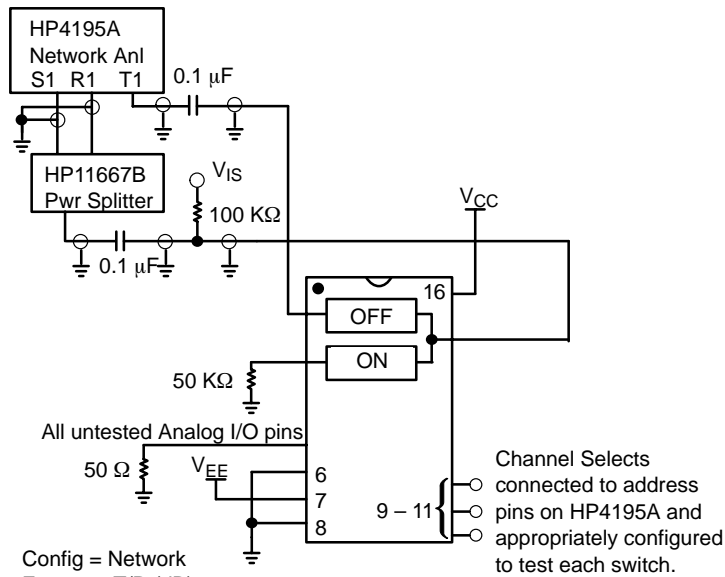 HP4195A
Network Anl
S1 R1 T1
0.1 μF
HP11667B
Pwr Splitter
V_IS
100 KΩ
V_CC
0.1 μF
16
OFF
ON
50 KΩ
All untested Analog I/O pins
50 Ω
V_EE
6
7
8
9 – 11
Channel Selects
connected to address
pins on HP4195A and
appropriately configured
to test each switch.
Config = Network